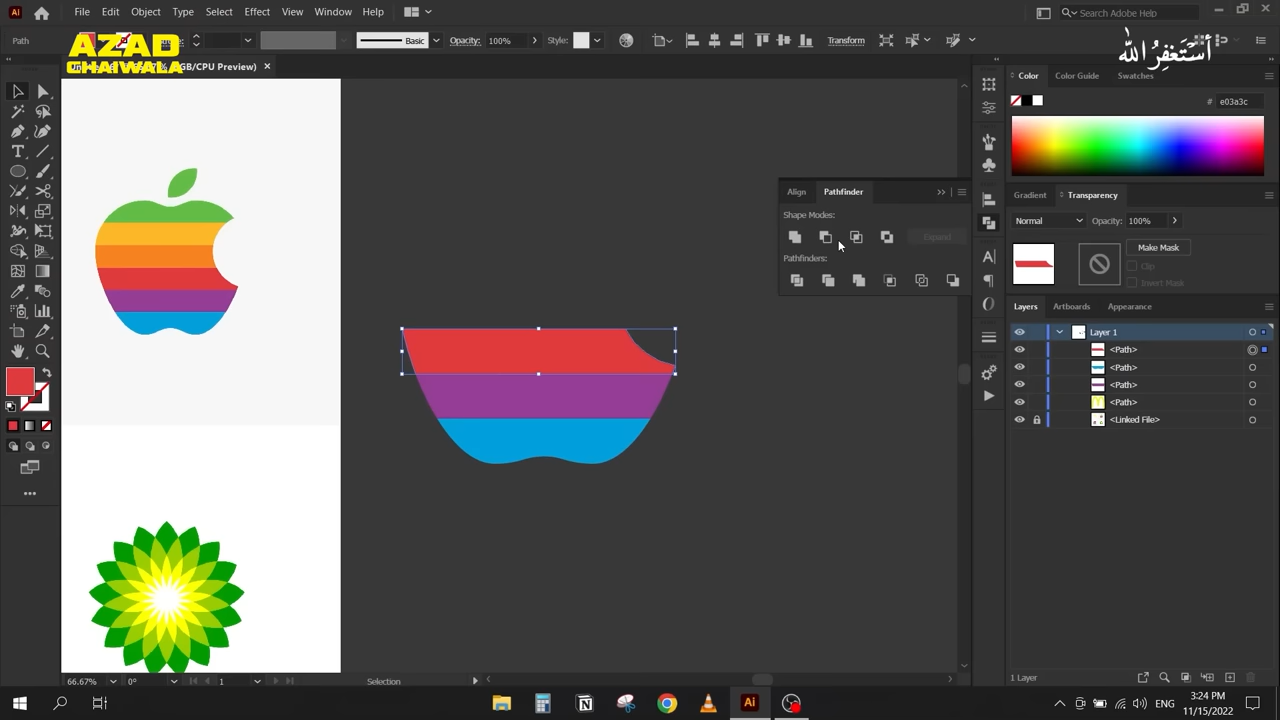 File Edit Object Type Select Effect View Window Help
Search Adobe Help
Path
Basic
Opacity: 100%
Style:
Transform
AZAD
CHAIWALA
أَسْتَغْفِرُ اللّٰه
GB/CPU Preview)
Color Color Guide Swatches
# e03a3c
Align Pathfinder
Shape Modes:
Expand
Pathfinders:
Gradient Transparency
Normal Opacity: 100%
Make Mask
Clip
Invert Mask
Layers Artboards Appearance
Layer 1
<Path>
<Path>
<Path>
<Path>
<Linked File>
1 Layer
66.67% 0° 1 Selection
ENG
3:24 PM
11/15/2022